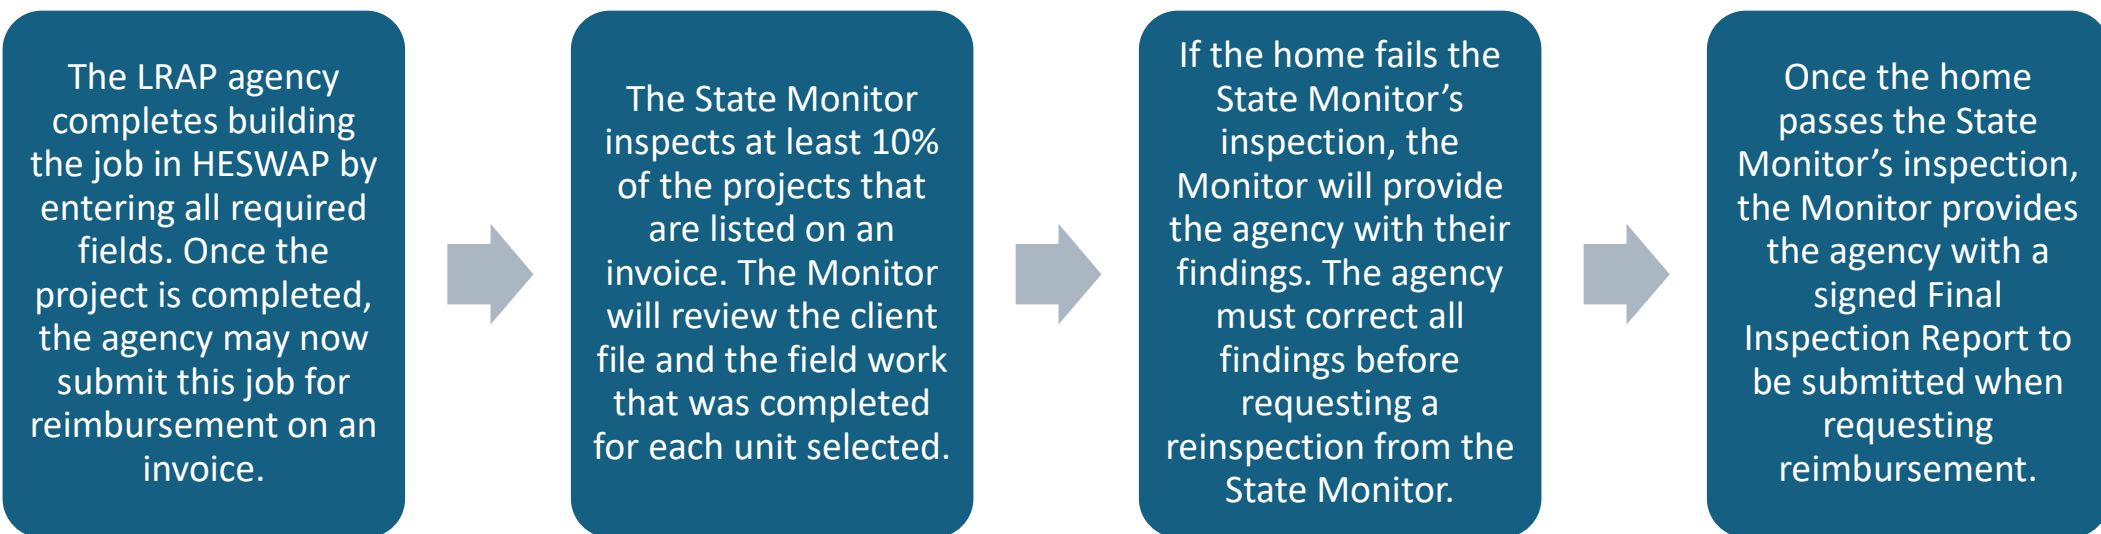 The LRAP agency
completes building
the job in HESWAP by
entering all required
fields. Once the
project is completed,
the agency may now
submit this job for
reimbursement on an
invoice.
The State Monitor
inspects at least 10%
of the projects that
are listed on an
invoice. The Monitor
will review the client
file and the field work
that was completed
for each unit selected.
If the home fails the
State Monitor’s
inspection, the
Monitor will provide
the agency with their
findings. The agency
must correct all
findings before
requesting a
reinspection from the
State Monitor.
Once the home
passes the State
Monitor’s inspection,
the Monitor provides
the agency with a
signed Final
Inspection Report to
be submitted when
requesting
reimbursement.